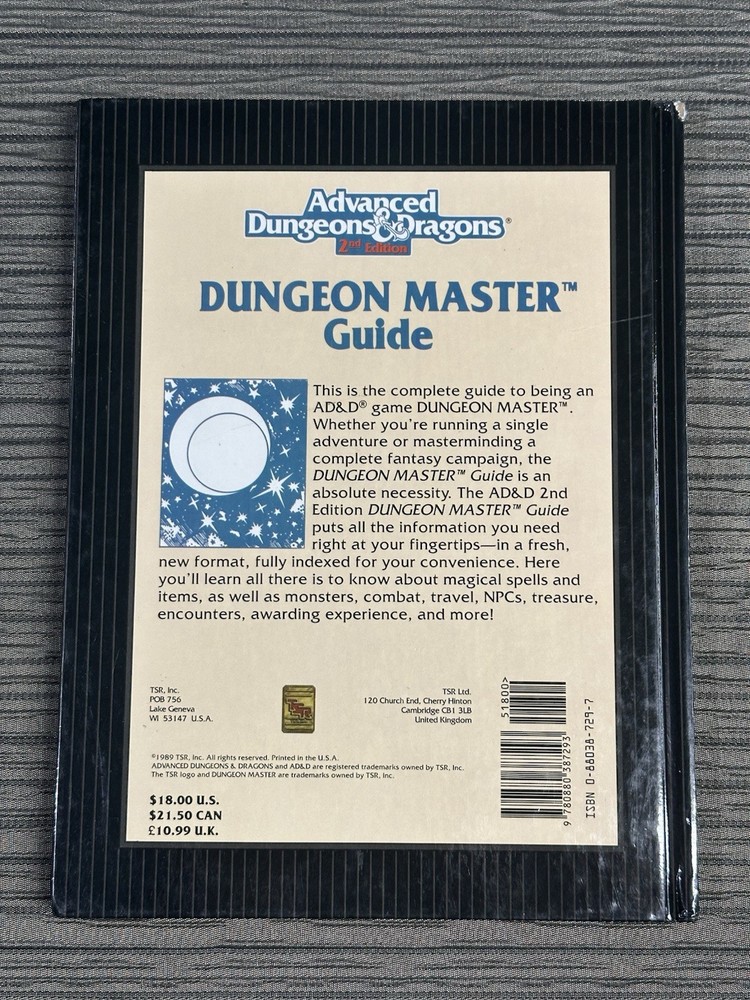 Advanced
Dungeons & Dragons®
2nd Edition
DUNGEON MASTER™
Guide
This is the complete guide to being an
AD&D® game DUNGEON MASTER™.
Whether you're running a single
adventure or masterminding a
complete fantasy campaign, the
DUNGEON MASTER™ Guide is an
absolute necessity. The AD&D 2nd
Edition DUNGEON MASTER™ Guide
puts all the information you need
right at your fingertips—in a fresh,
new format, fully indexed for your convenience. Here
you'll learn all there is to know about magical spells and
items, as well as monsters, combat, travel, NPCs, treasure,
encounters, awarding experience, and more!
TSR, Inc.
POB 756
Lake Geneva
WI 53147 U.S.A.
TSR
TSR Ltd.
120 Church End, Cherry Hinton
Cambridge CB1 3LB
United Kingdom
51800>
9 780880 387293
ISBN 0-88038-729-7
©1989 TSR, Inc. All rights reserved. Printed in the U.S.A.
ADVANCED DUNGEONS & DRAGONS and AD&D are registered trademarks owned by TSR, Inc.
The TSR logo and DUNGEON MASTER are trademarks owned by TSR, Inc.
$18.00 U.S.
$21.50 CAN
£10.99 U.K.